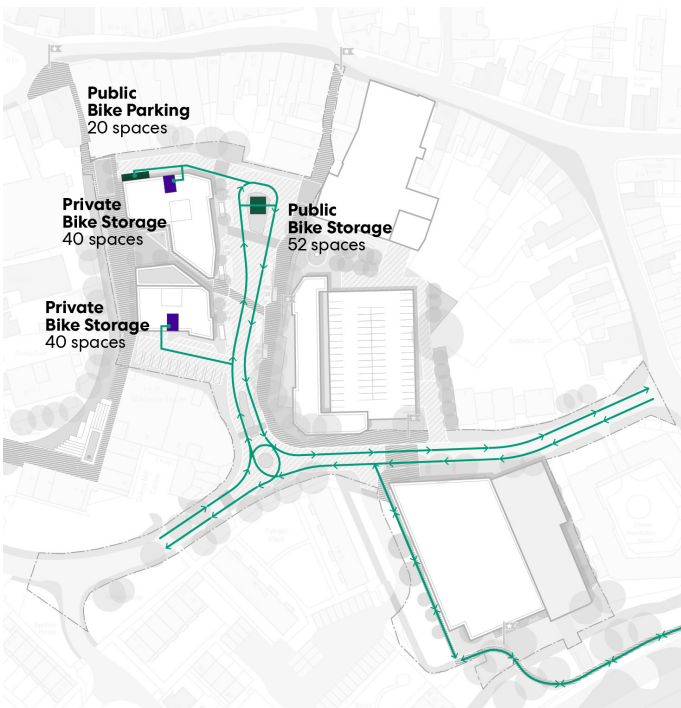 Public
Bike Parking
20 spaces
Private
Bike Storage
40 spaces
Public
Bike Storage
52 spaces
Private
Bike Storage
40 spaces